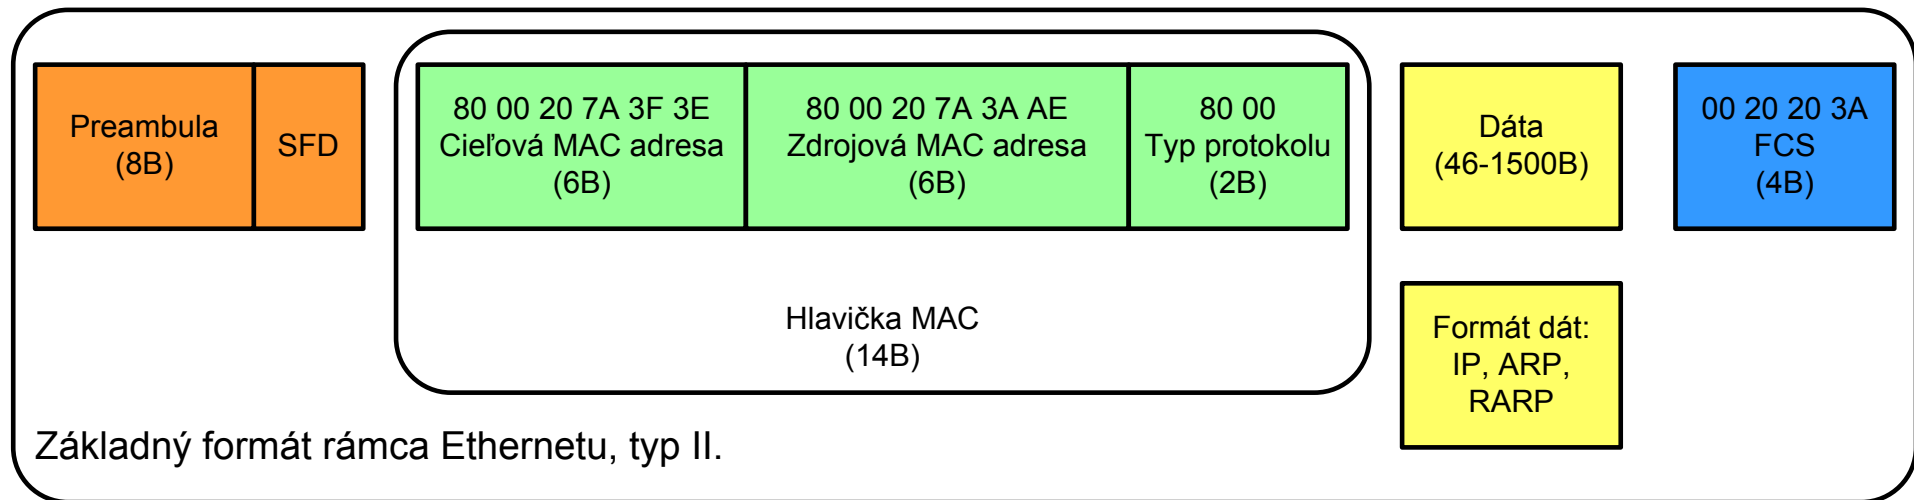 Preambula
(8B)
SFD
80 00 20 7A 3F 3E
Cieľová MAC adresa
(6B)
80 00 20 7A 3A AE
Zdrojová MAC adresa
(6B)
80 00
Typ protokolu
(2B)
Dáta
(46-1500B)
00 20 20 3A
FCS
(4B)
Hlavička MAC
(14B)
Formát dát:
IP, ARP,
RARP
Základný formát rámca Ethernetu, typ II.